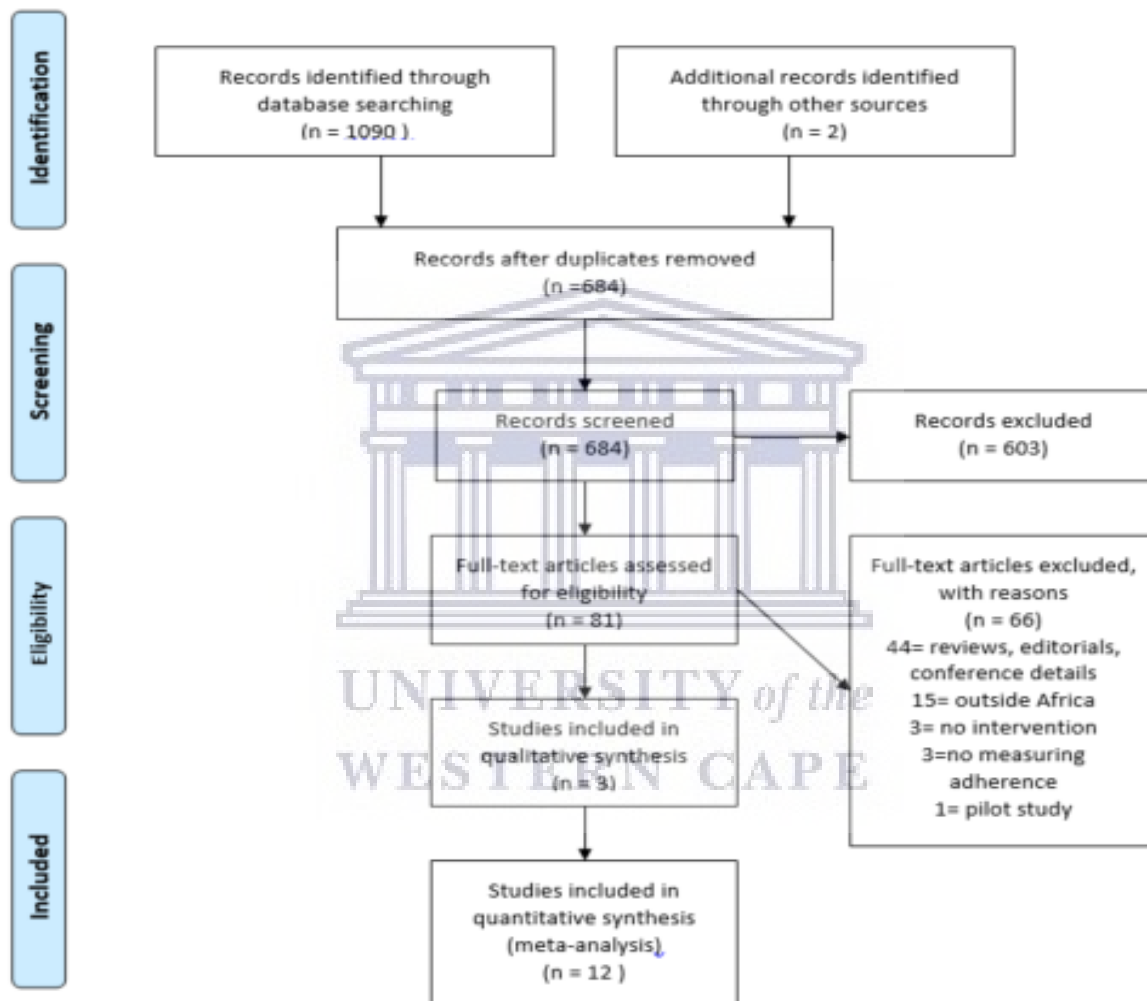 Identification
Records identified through
database searching
(n = 1090 )
Additional records identified
through other sources
(n = 2)
Records after duplicates removed
(n =684)
Screening
Records screened
(n = 684)
Records excluded
(n = 603)
Eligibility
Full-text articles assessed
for eligibility
(n = 81)
Full-text articles excluded,
with reasons
(n = 66)
44= reviews, editorials,
conference details
15= outside Africa
3= no intervention
3=no measuring
adherence
1= pilot study
UNIVERSITY of the
WESTERN CAPE
Studies included in
qualitative synthesis
(n = 3)
Included
Studies included in
quantitative synthesis
(meta-analysis)
(n = 12 )